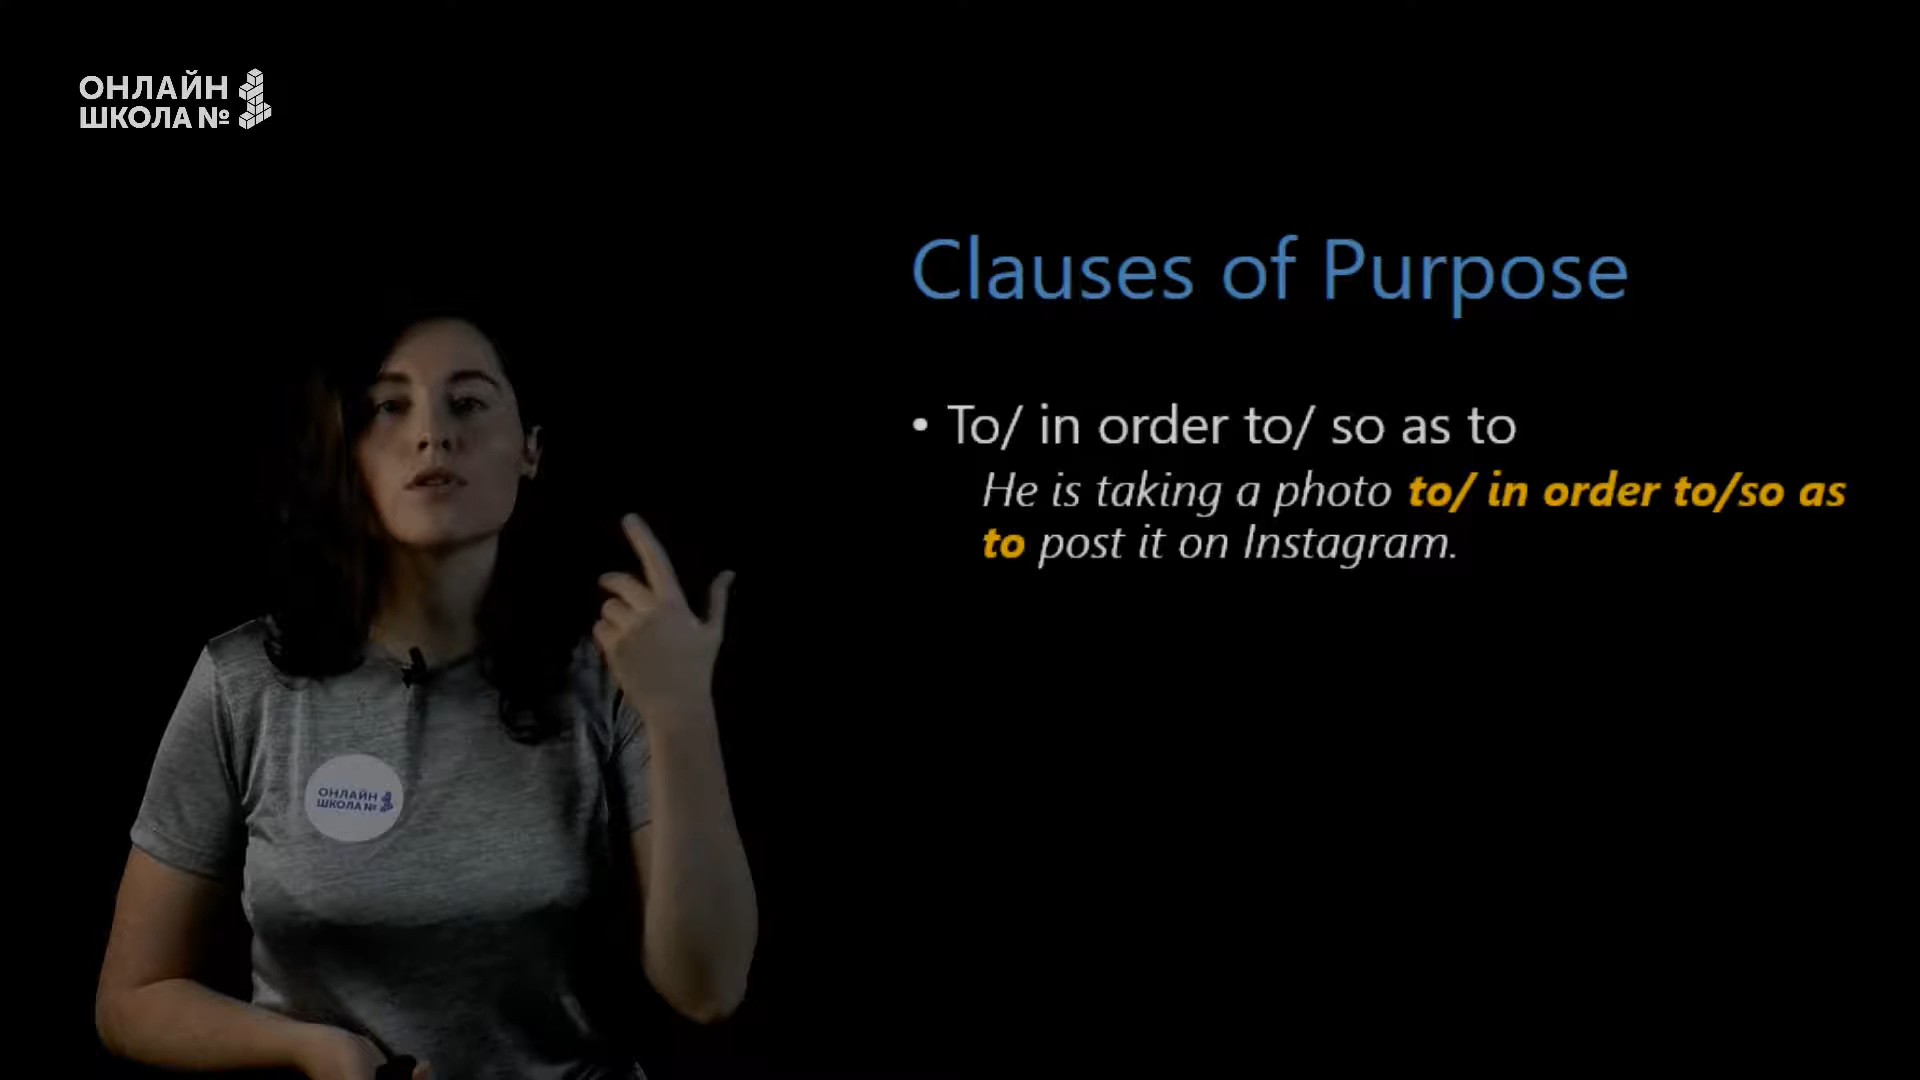 ОНЛАЙН
ШКОЛА №
Clauses of Purpose
• To/ in order to/ so as to
He is taking a photo to/ in order to/so as
to post it on Instagram.
ОНЛАЙН
ШКОЛА №